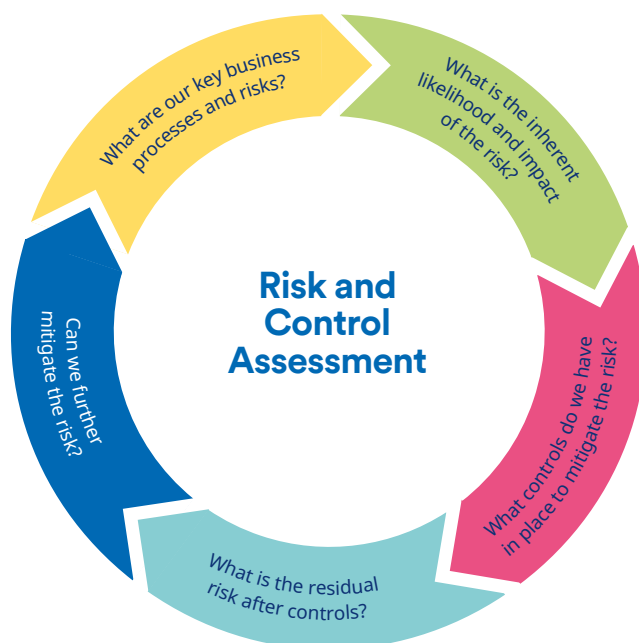 What are our key business
processes and risks?
What is the inherent
likelihood and impact
of the risk?
What controls do we have
in place to mitigate the risk?
What is the residual
risk after controls?
Can we further
mitigate the risk?
Risk and
Control
Assessment